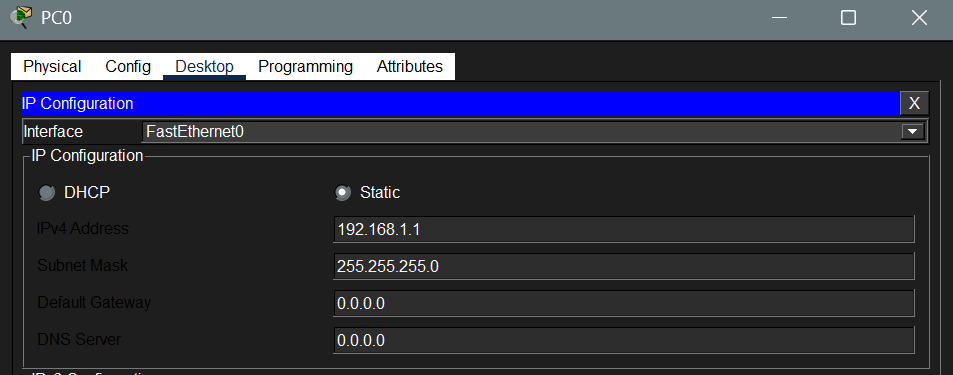 PC0
Physical Config Desktop Programming Attributes
IP Configuration X
Interface FastEthernet0
IP Configuration
DHCP Static
IPv4 Address 192.168.1.1
Subnet Mask 255.255.255.0
Default Gateway 0.0.0.0
DNS Server 0.0.0.0